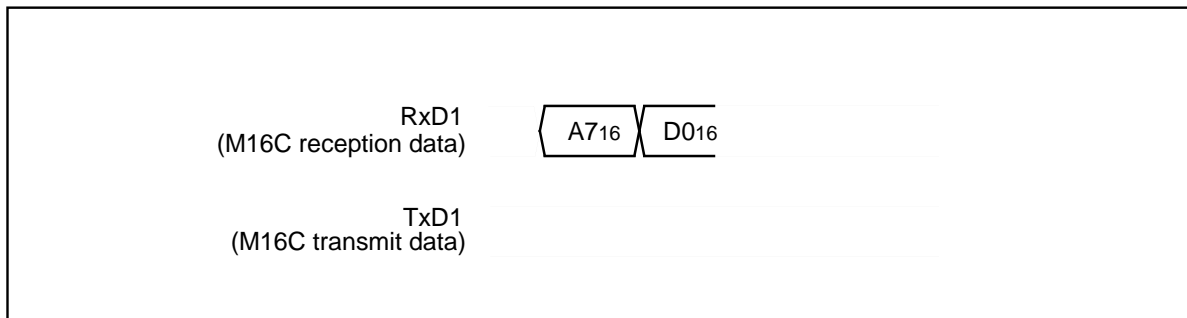 RxD1
(M16C reception data)
A716
D016
TxD1
(M16C transmit data)